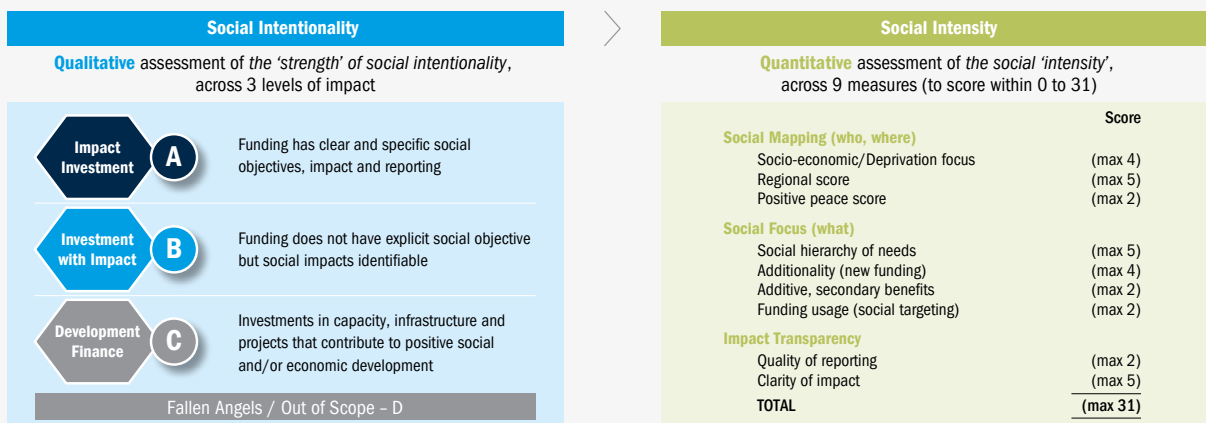 Social Intentionality
Qualitative assessment of the ‘strength’ of social intentionality,
across 3 levels of impact
Impact
Investment
A
Funding has clear and specific social
objectives, impact and reporting
Investment
with Impact
B
Funding does not have explicit social objective
but social impacts identifiable
Development
Finance
C
Investments in capacity, infrastructure and
projects that contribute to positive social
and/or economic development
Fallen Angels / Out of Scope – D
Social Intensity
Quantitative assessment of the social ‘intensity’,
across 9 measures (to score within 0 to 31)
Score
Social Mapping (who, where)
Socio-economic/Deprivation focus (max 4)
Regional score (max 5)
Positive peace score (max 2)
Social Focus (what)
Social hierarchy of needs (max 5)
Additionality (new funding) (max 4)
Additive, secondary benefits (max 2)
Funding usage (social targeting) (max 2)
Impact Transparency
Quality of reporting (max 2)
Clarity of impact (max 5)
TOTAL (max 31)